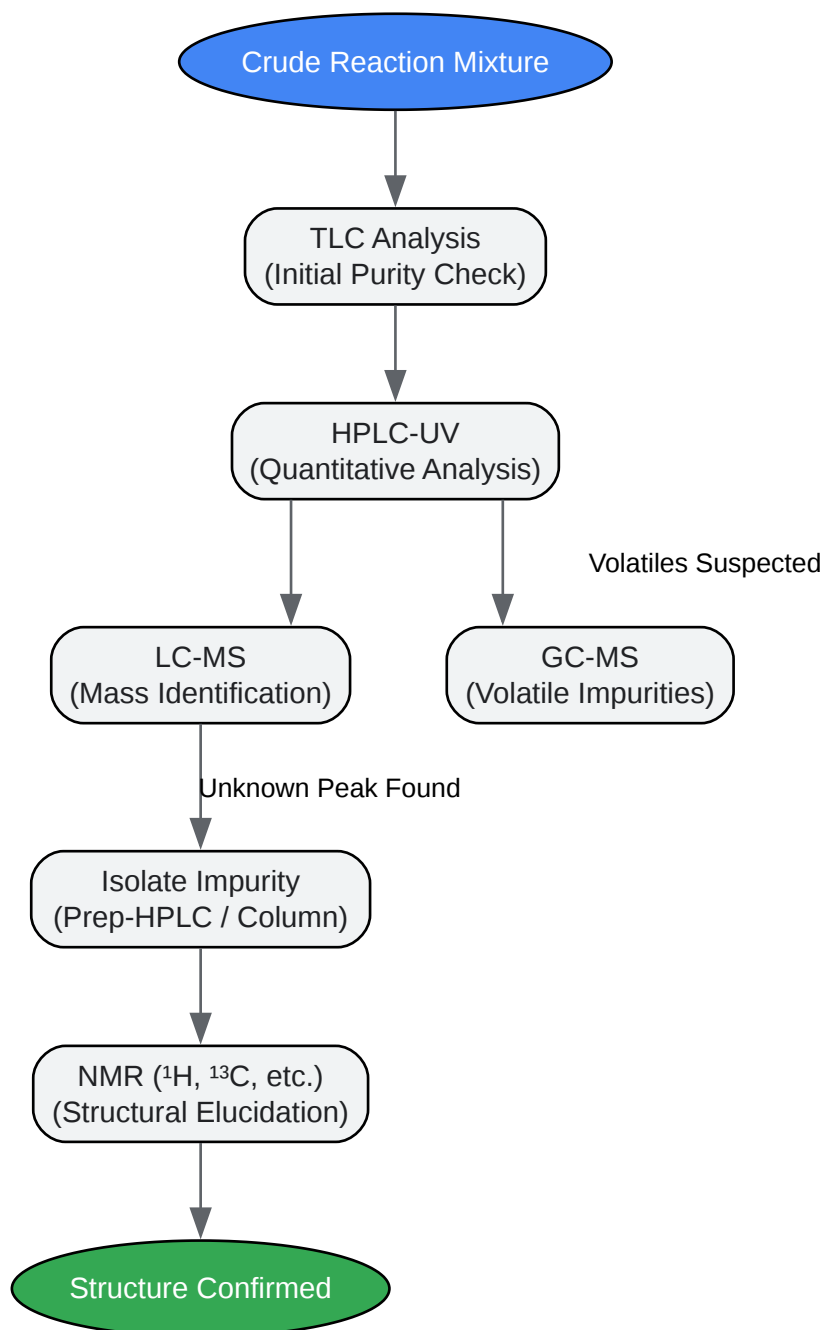 Crude Reaction Mixture
TLC Analysis
(Initial Purity Check)
HPLC-UV
(Quantitative Analysis)
Volatiles Suspected
LC-MS
(Mass Identification)
GC-MS
(Volatile Impurities)
Unknown Peak Found
Isolate Impurity
(Prep-HPLC / Column)
NMR (¹H, ¹³C, etc.)
(Structural Elucidation)
Structure Confirmed